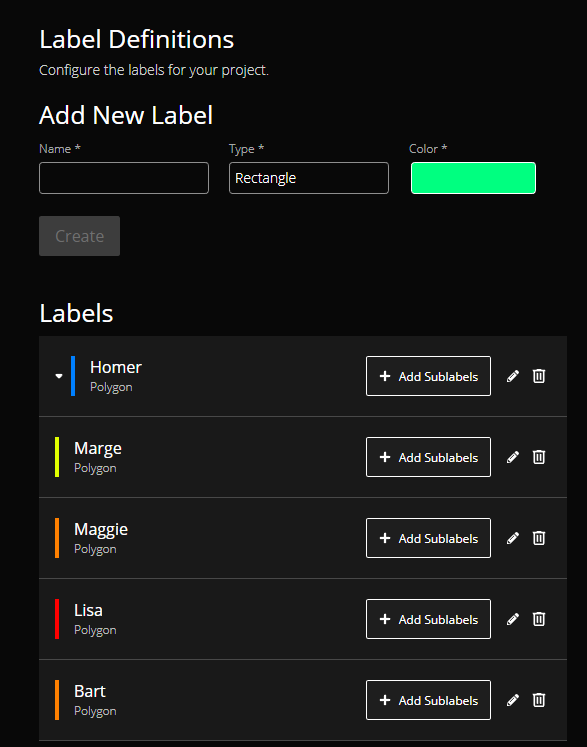 Label Definitions
Configure the labels for your project.
Add New Label
Name * Type * Color *
Rectangle
Create
Labels
Homer
Polygon
Add Sublabels
Marge
Polygon
Add Sublabels
Maggie
Polygon
Add Sublabels
Lisa
Polygon
Add Sublabels
Bart
Polygon
Add Sublabels